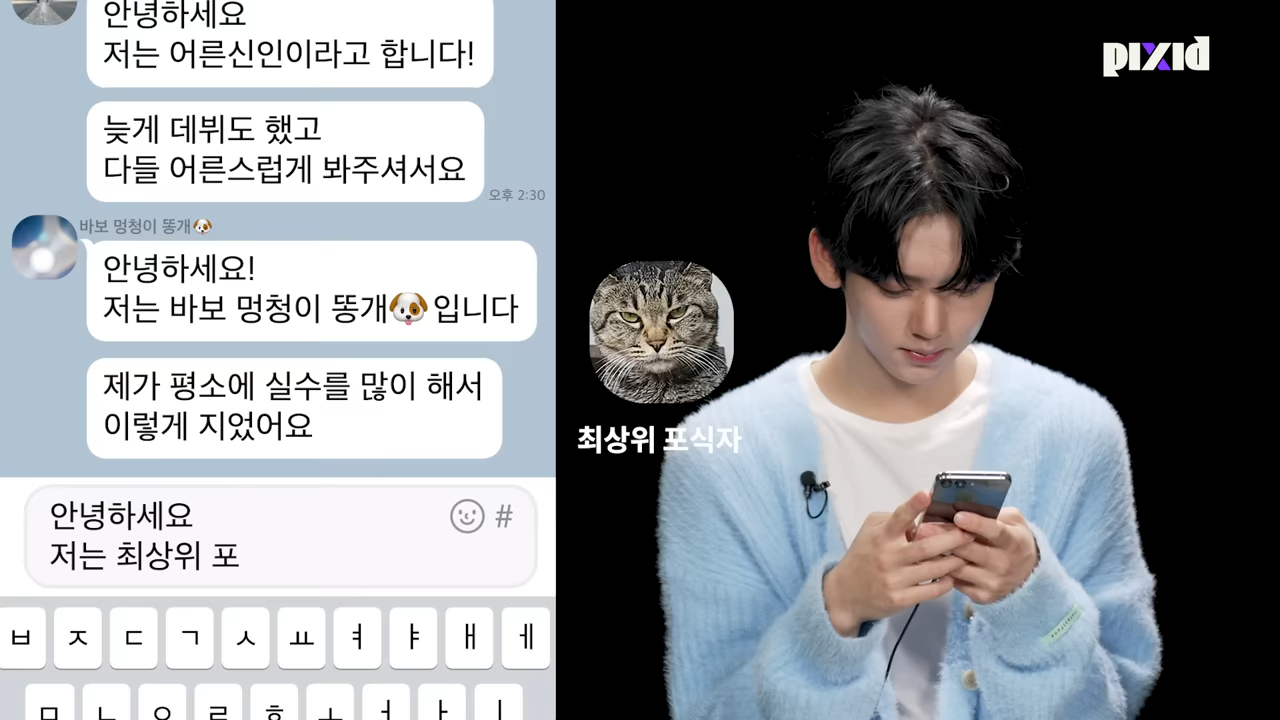 안녕하세요
저는 어른신인이라고 합니다!
늦게 데뷔도 했고
다들 어른스럽게 봐주셔서요
오후 2:30
바보 멍청이 똥개🐶
안녕하세요!
저는 바보 멍청이 똥개🐶입니다
제가 평소에 실수를 많이 해서
이렇게 지었어요
안녕하세요
저는 최상위 포
#
ㅂ ㅈ ㄷ ㄱ ㅅ ㅛ ㅕ ㅑ ㅐ ㅔ
ㅁ ㄴ ㅇ ㄹ ㅎ ㅗ ㅓ ㅏ ㅣ
pixid
최상위 포식자